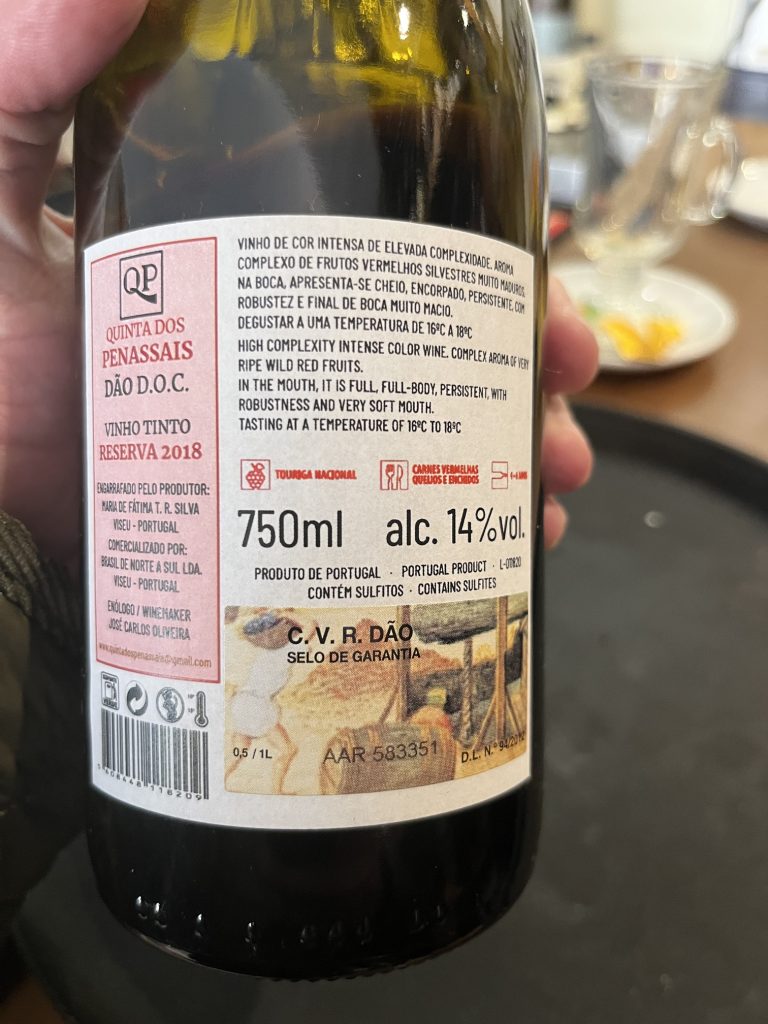 QP
QUINTA DOS
PENASSAIS
DÃO D.O.C.
VINHO TINTO
RESERVA 2018
ENGARRAFADO PELO PRODUTOR:
MARIA DE FÁTIMA T. R. SILVA
VISEU - PORTUGAL
COMERCIALIZADO POR:
BRASIL DE NORTE A SUL LDA.
VISEU - PORTUGAL
ENÓLOGO / WINEMAKER
JOSÉ CARLOS OLIVEIRA
www.quintadospenassais@gmail.com
5608448116209
VINHO DE COR INTENSA DE ELEVADA COMPLEXIDADE. AROMA
COMPLEXO DE FRUTOS VERMELHOS SILVESTRES MUITO MADUROS.
NA BOCA, APRESENTA-SE CHEIO, ENCORPADO, PERSISTENTE, COM
ROBUSTEZ E FINAL DE BOCA MUITO MACIO.
DEGUSTAR A UMA TEMPERATURA DE 16ºC A 18ºC
HIGH COMPLEXITY INTENSE COLOR WINE. COMPLEX AROMA OF VERY
RIPE WILD RED FRUITS.
IN THE MOUTH, IT IS FULL, FULL-BODY, PERSISTENT, WITH
ROBUSTNESS AND VERY SOFT MOUTH.
TASTING AT A TEMPERATURE OF 16ºC TO 18ºC
TOURIGA NACIONAL
CARNES VERMELHAS
QUEIJOS E ENCHIDOS
750ml alc. 14%vol.
PRODUTO DE PORTUGAL · PORTUGAL PRODUCT · L-011820
CONTÉM SULFITOS · CONTAINS SULFITES
C. V. R. DÃO
SELO DE GARANTIA
0,5 / 1L AAR 583351 D.L. N.º